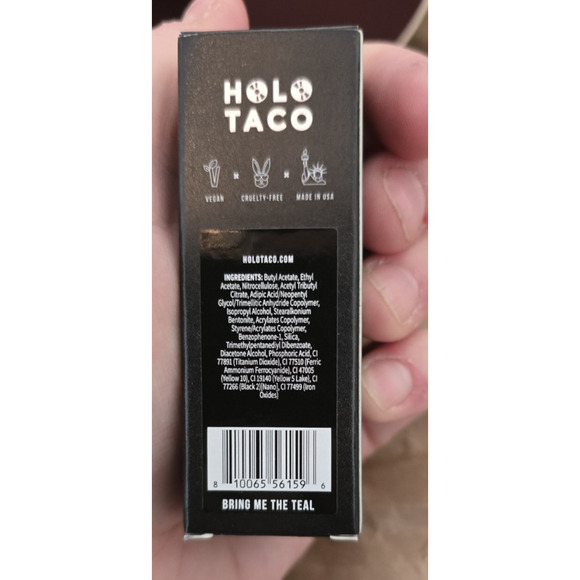 HOLO
TACO
VEGAN CRUELTY-FREE MADE IN USA
HOLOTACO.COM
INGREDIENTS: Butyl Acetate, Ethyl
Acetate, Nitrocellulose, Acetyl Tributyl
Citrate, Adipic Acid/Neopentyl
Glycol/Trimellitic Anhydride Copolymer,
Isopropyl Alcohol, Stearalkonium
Bentonite, Acrylates Copolymer,
Styrene/Acrylates Copolymer,
Benzophenone-1, Silica,
Trimethylpentanediyl Dibenzoate,
Diacetone Alcohol, Phosphoric Acid, CI
77891 (Titanium Dioxide), CI 77510 (Ferric
Ammonium Ferrocyanide), CI 47005
(Yellow 10), CI 19140 (Yellow 5 Lake), CI
77266 (Black 2)(Nano), CI 77499 (Iron
Oxides)
8 10065 56159 6
BRING ME THE TEAL